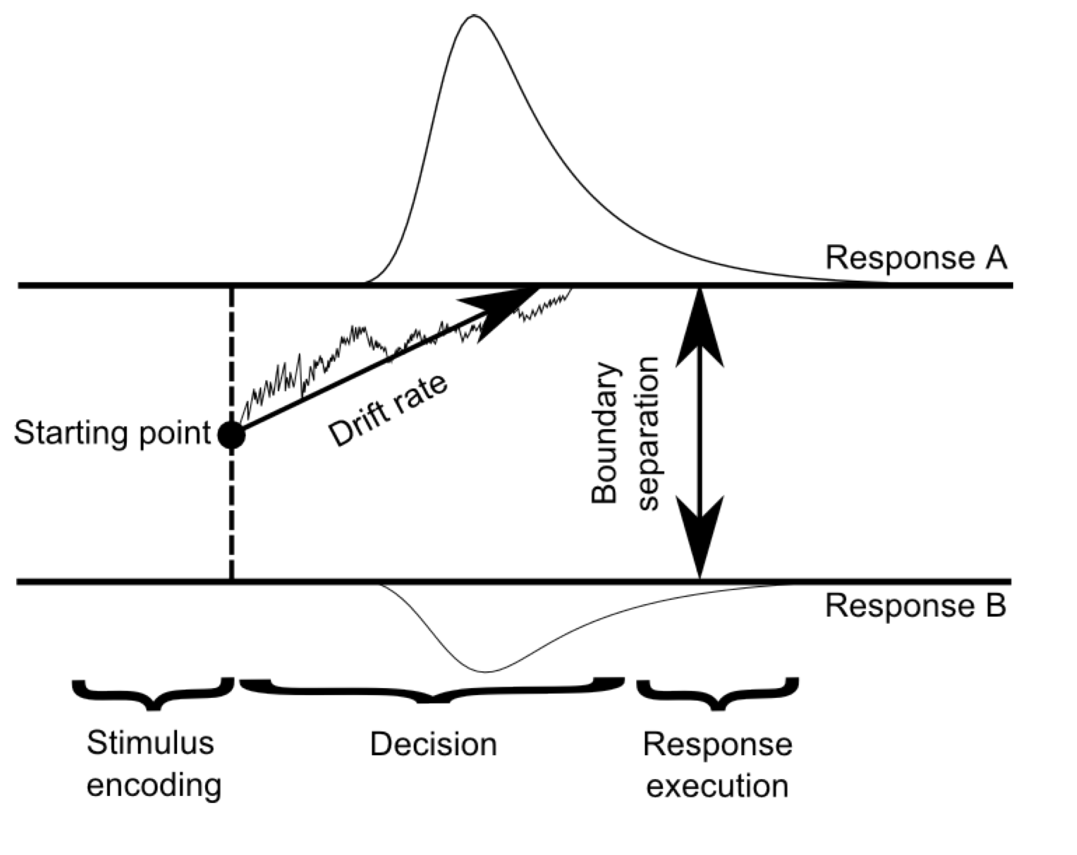 Response A
Starting point
Drift rate
Boundary
separation
Response B
Stimulus
encoding
Decision
Response
execution